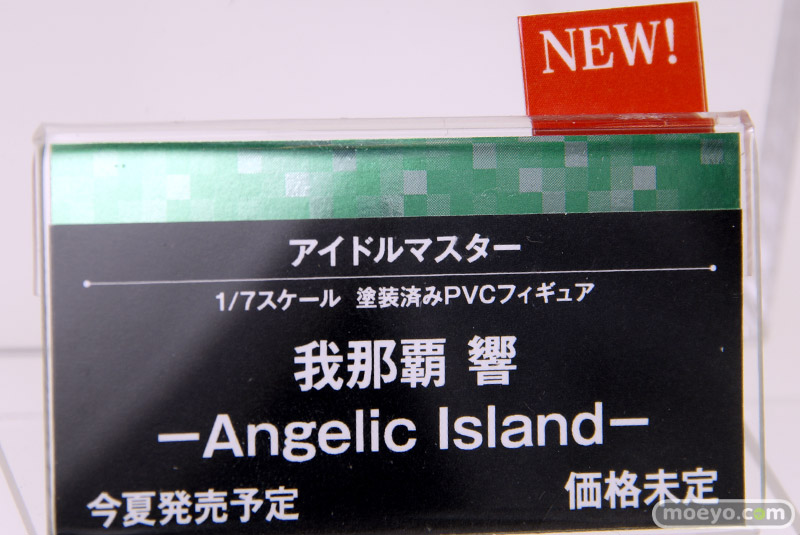 NEW!
アイドルマスター
1/7スケール 塗装済みPVCフィギュア
我那覇 響
−Angelic Island−
今夏発売予定 価格未定
moeyo.com